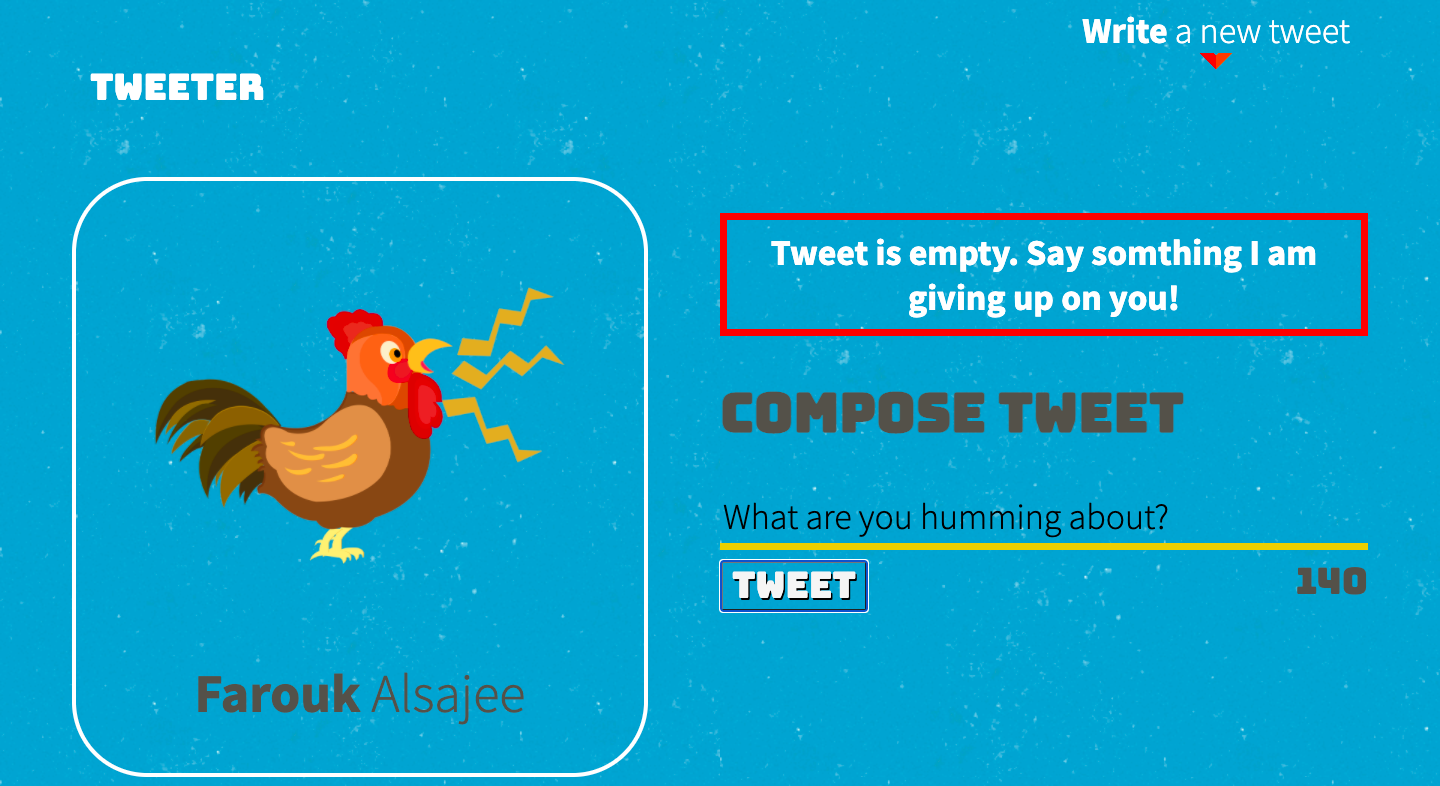 Write a new tweet
TWEETER
Tweet is empty. Say somthing I am
giving up on you!
COMPOSE TWEET
What are you humming about?
TWEET
140
Farouk Alsajee